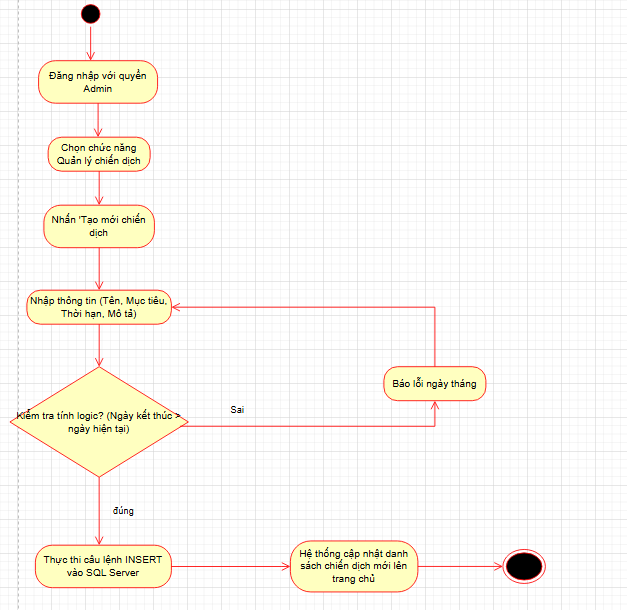 Đăng nhập với quyền
Admin
Chọn chức năng
Quản lý chiến dịch
Nhấn 'Tạo mới chiến
dịch
Nhập thông tin (Tên, Mục tiêu,
Thời hạn, Mô tả)
Báo lỗi ngày tháng
Kiểm tra tính logic? (Ngày kết thúc >
ngày hiện tại)
Sai
đúng
Thực thi câu lệnh INSERT
vào SQL Server
Hệ thống cập nhật danh
sách chiến dịch mới lên
trang chủ